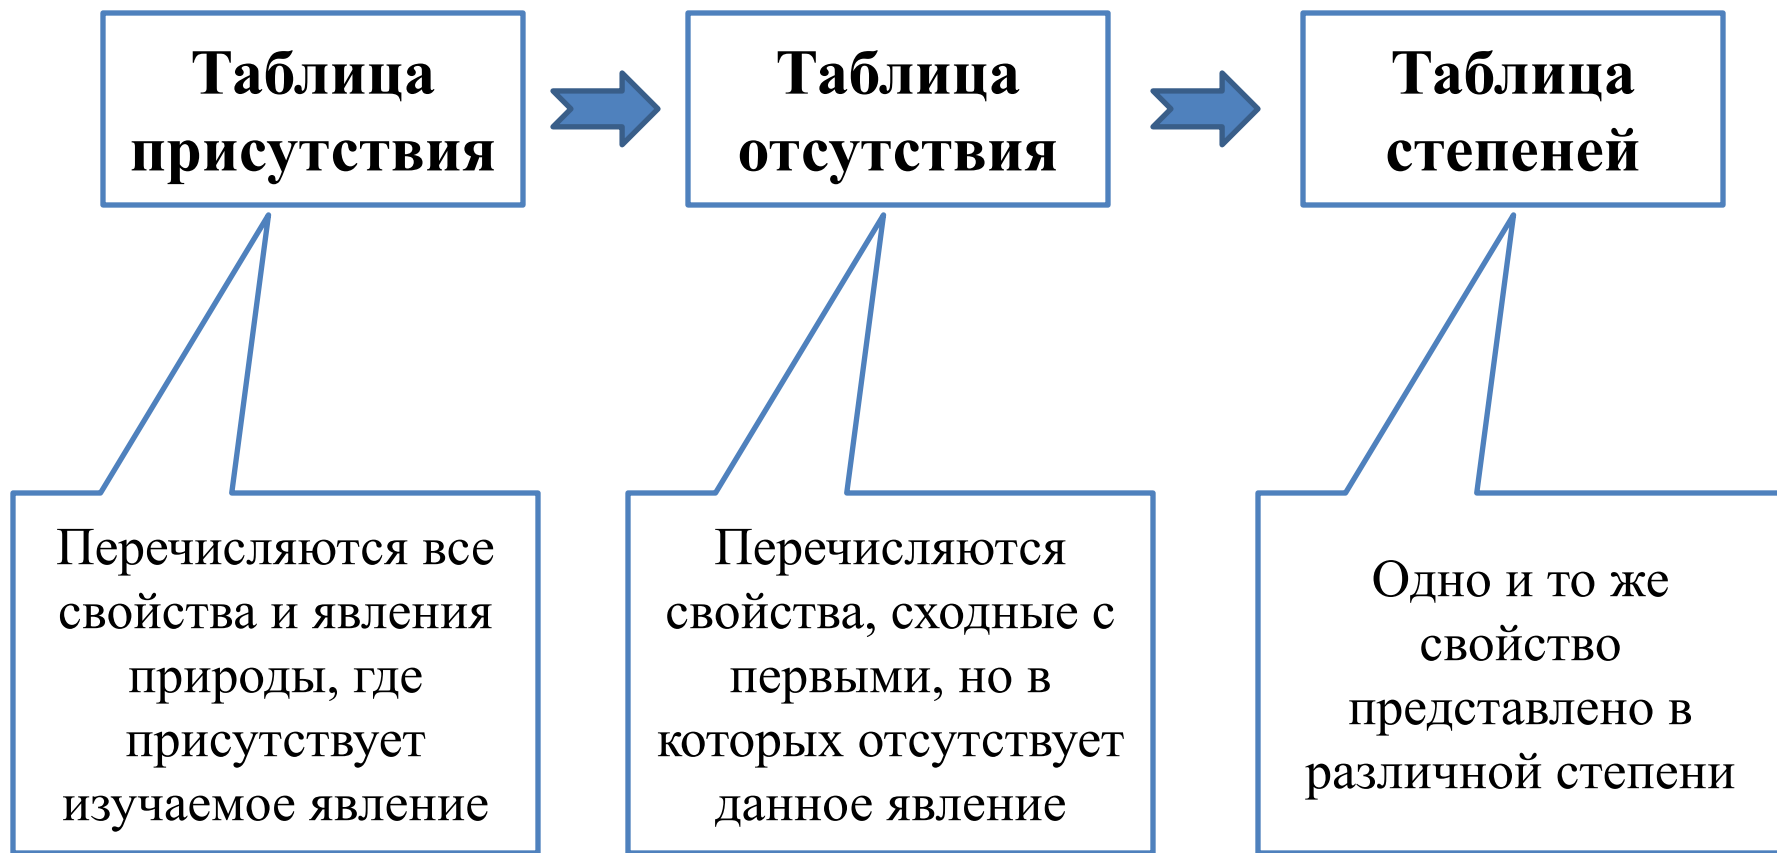 Таблица
присутствия
Таблица
отсутствия
Таблица
степеней
Перечисляются все
свойства и явления
природы, где
присутствует
изучаемое явление
Перечисляются
свойства, сходные с
первыми, но в
которых отсутствует
данное явление
Одно и то же
свойство
представлено в
различной степени